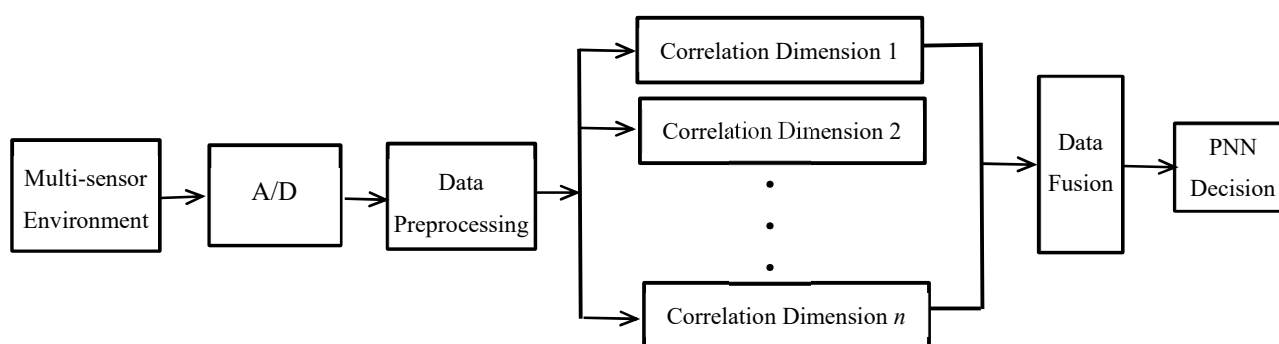 Multi-sensor
Environment
A/D
Data
Preprocessing
Correlation Dimension 1
Correlation Dimension 2
Correlation Dimension n
Data
Fusion
PNN
Decision